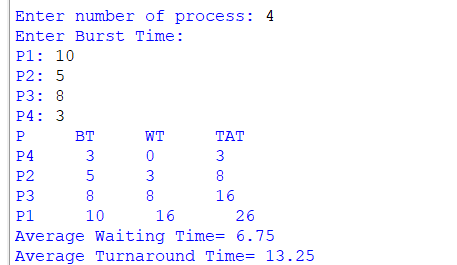 Enter number of process: 4
Enter Burst Time:
P1: 10
P2: 5
P3: 8
P4: 3
P BT WT TAT
P4 3 0 3
P2 5 3 8
P3 8 8 16
P1 10 16 26
Average Waiting Time= 6.75
Average Turnaround Time= 13.25